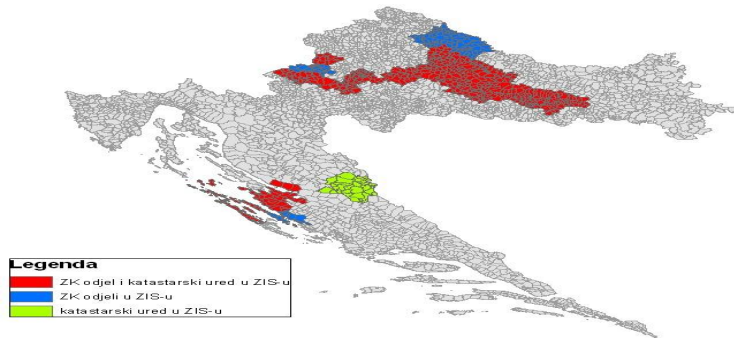 Legenda
ZK odjel i katastarski ured u ZIS-u
ZK odjeli u ZIS-u
katastarski ured u ZIS-u